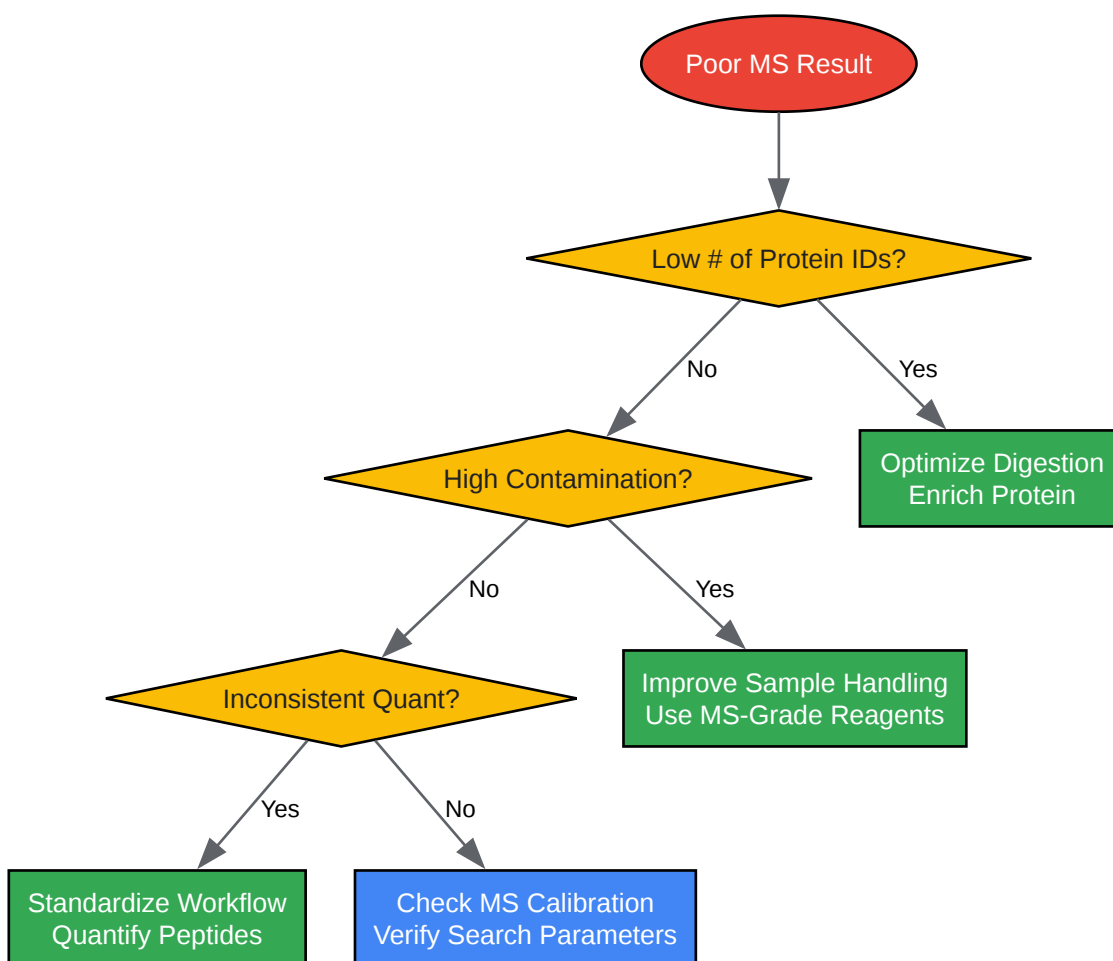 Poor MS Result
Low # of Protein IDs?
No
Yes
Optimize Digestion
Enrich Protein
High Contamination?
No
Yes
Improve Sample Handling
Use MS-Grade Reagents
Inconsistent Quant?
Yes
No
Standardize Workflow
Quantify Peptides
Check MS Calibration
Verify Search Parameters